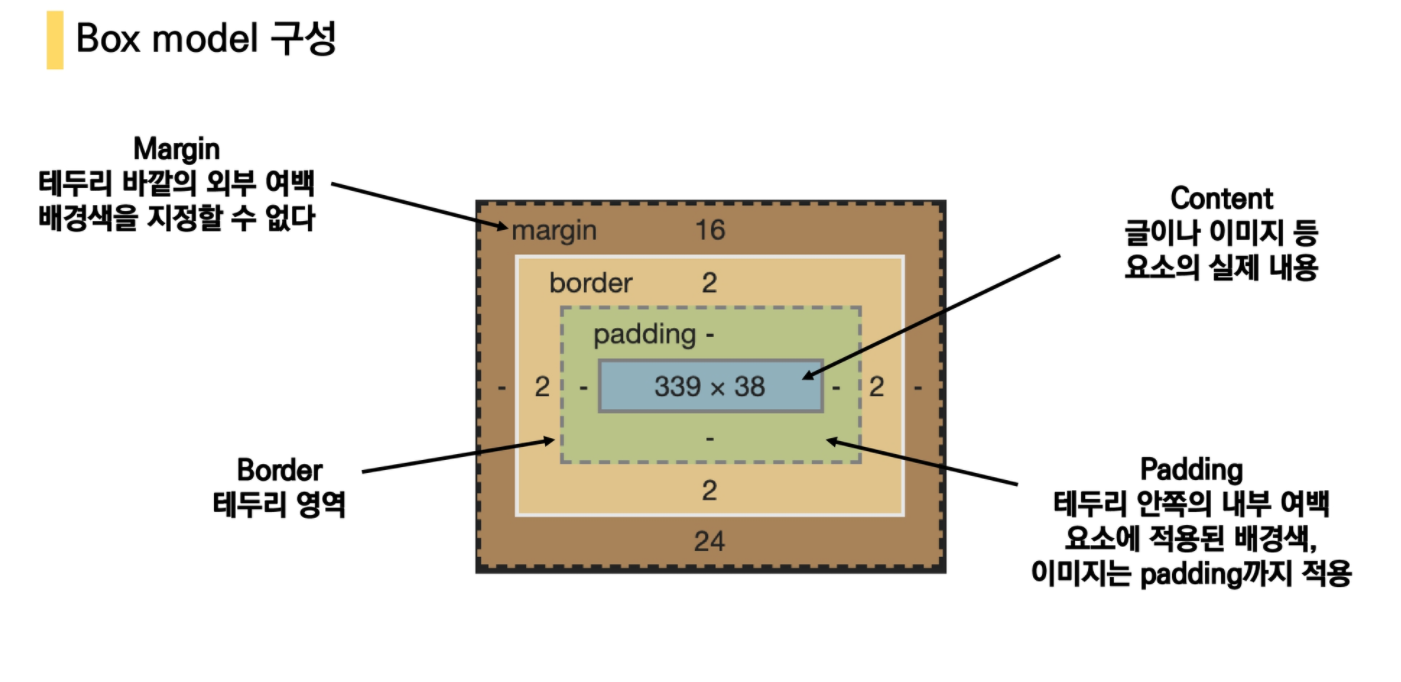 Box model 구성
Margin
테두리 바깥의 외부 여백
배경색을 지정할 수 없다
Content
글이나 이미지 등
요소의 실제 내용
margin 16
border 2
padding -
- 2 - 339 × 38 - 2 -
-
2
24
Border
테두리 영역
Padding
테두리 안쪽의 내부 여백
요소에 적용된 배경색,
이미지는 padding까지 적용